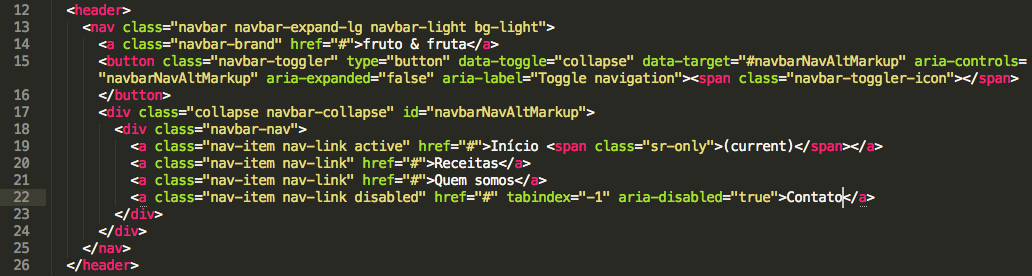 12 <header>
13 <nav class="navbar navbar-expand-lg navbar-light bg-light">
14 <a class="navbar-brand" href="#">fruto & fruta</a>
15 <button class="navbar-toggler" type="button" data-toggle="collapse" data-target="#navbarNavAltMarkup" aria-controls=
"navbarNavAltMarkup" aria-expanded="false" aria-label="Toggle navigation"><span class="navbar-toggler-icon"></span>
16 </button>
17 <div class="collapse navbar-collapse" id="navbarNavAltMarkup">
18 <div class="navbar-nav">
19 <a class="nav-item nav-link active" href="#">Início <span class="sr-only">(current)</span></a>
20 <a class="nav-item nav-link" href="#">Receitas</a>
21 <a class="nav-item nav-link" href="#">Quem somos</a>
22 <a class="nav-item nav-link disabled" href="#" tabindex="-1" aria-disabled="true">Contato</a>
23 </div>
24 </div>
25 </nav>
26 </header>